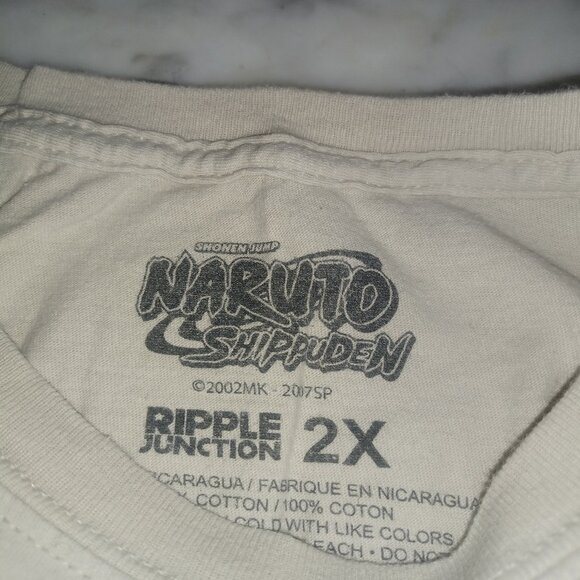 SHONEN JUMP
NARUTO
SHIPPUDEN
©2002MK - 2007SP
RIPPLE
JUNCTION
2X
ICARAGUA / FABRIQUE EN NICARAGUA
COTTON / 100% COTON
COLD WITH LIKE COLORS
EACH • DO NOT